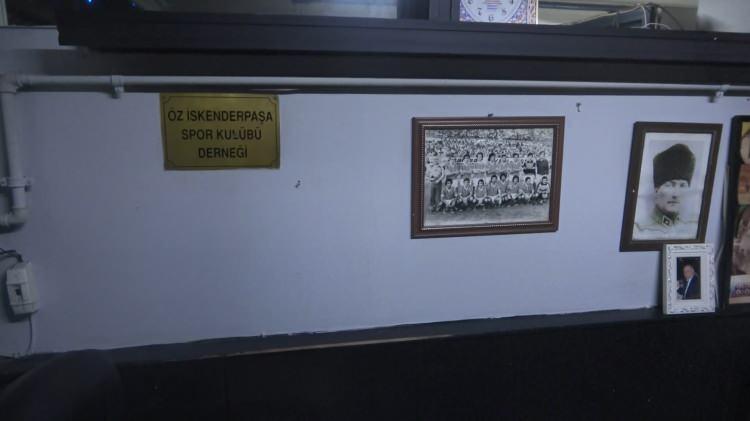 ÖZ İSKENDERPAŞA
SPOR KULÜBÜ
DERNEĞİ